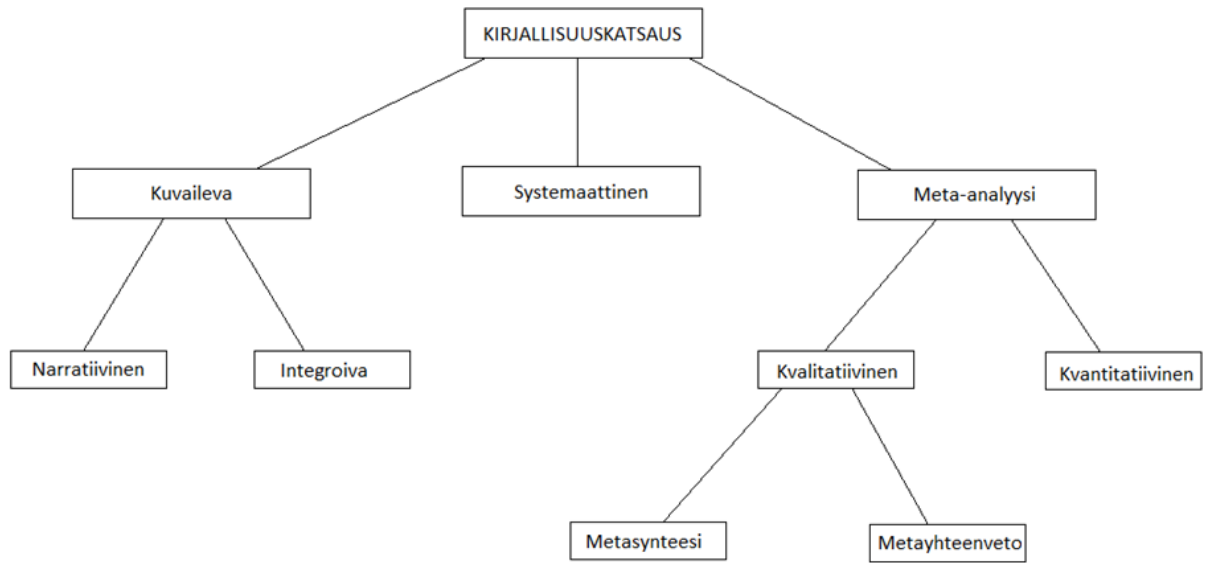 KIRJALLISUUSKATSAUS
Kuvaileva
Systemaattinen
Meta-analyysi
Narratiivinen
Integroiva
Kvalitatiivinen
Kvantitatiivinen
Metasynteesi
Metayhteenveto